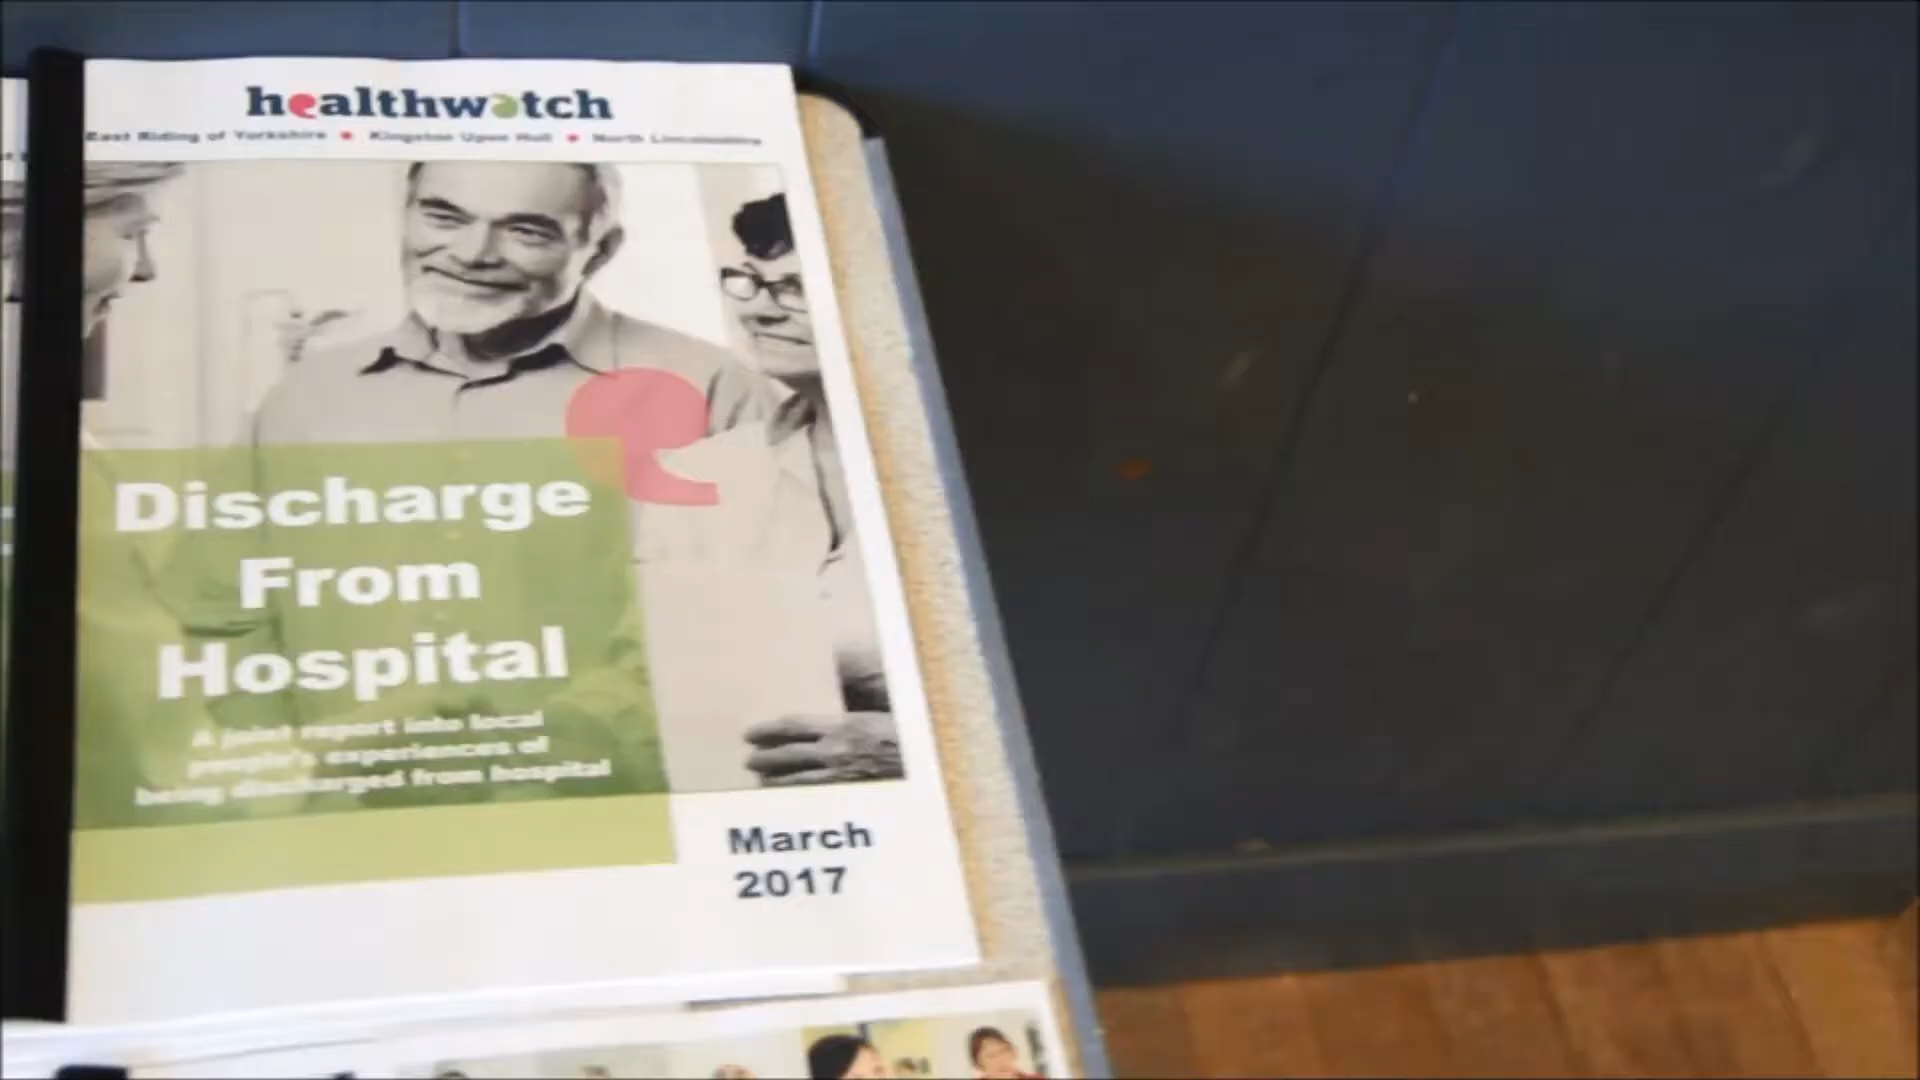 healthwatch
East Riding of Yorkshire • Kingston Upon Hull • North Lincolnshire
Discharge
From
Hospital
A joint report into local
people's experiences of
being discharged from hospital
March
2017